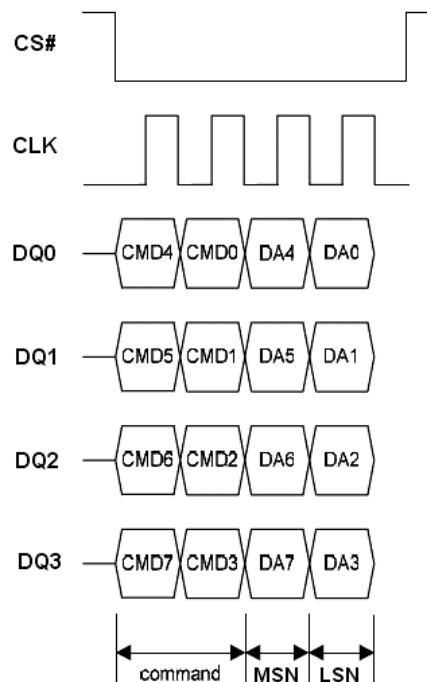 CS#
CLK
DQ0 CMD4 CMD0 DA4 DA0
DQ1 CMD5 CMD1 DA5 DA1
DQ2 CMD6 CMD2 DA6 DA2
DQ3 CMD7 CMD3 DA7 DA3
command MSN LSN